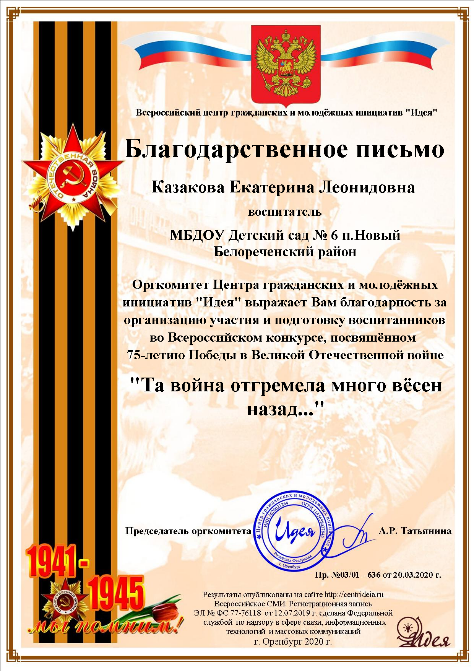 Всероссийский центр гражданских и молодёжных инициатив "Идея"
Благодарственное письмо
ОТЕЧЕСТВЕННАЯ ВОЙНА
Казакова Екатерина Леонидовна
воспитатель
МБДОУ Детский сад № 6 п.Новый
Белореченский район
Оргкомитет Центра гражданских и молодёжных
инициатив "Идея" выражает Вам благодарность за
организацию участия и подготовку воспитанников
во Всероссийском конкурсе, посвящённом
75-летию Победы в Великой Отечественной войне
"Та война отгремела много вёсен
назад..."
Председатель оргкомитета
Идея
А.Р. Татьянина
Пр. №03/01 636 от 20.03.2020 г.
1941-
1945
мы помним!
Результаты опубликованы на сайте http://centrideia.ru
Всероссийское СМИ. Регистрационная запись
ЭЛ № ФС 77-76118 от 12.07.2019 г. сделана Федеральной
службой по надзору в сфере связи, информационных
технологий и массовых коммуникаций
г. Оренбург 2020 г.
Идея